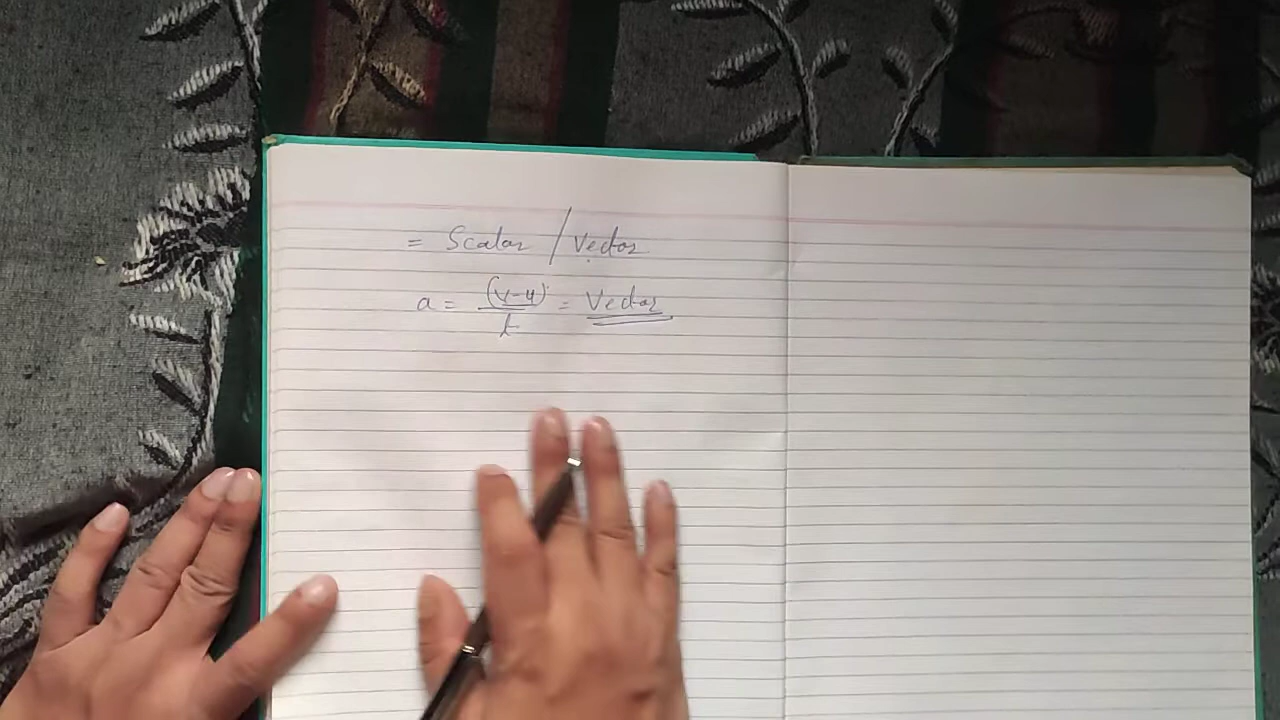 = Scalar / Vector
a = (v-u)/t = Vector